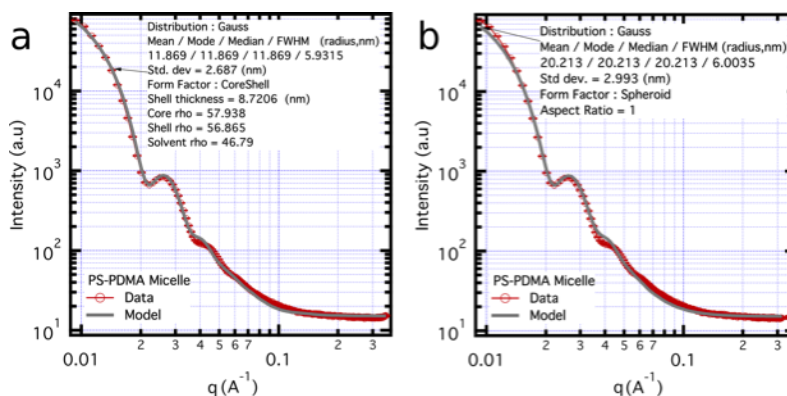 a
Distribution : Gauss
Mean / Mode / Median / FWHM (radius,nm)
11.869 / 11.869 / 11.869 / 5.9315
Std. dev = 2.687 (nm)
Form Factor : CoreShell
Shell thickness = 8.7206 (nm)
Core rho = 57.938
Shell rho = 56.865
Solvent rho = 46.79
Intensity (a.u)
10^4
10^3
10^2
10^1
PS-PDMA Micelle
Data
Model
0.01 2 3 4 5 6 7 0.1 2 3
q(A^-1)
b
Distribution : Gauss
Mean / Mode / Median / FWHM (radius,nm)
20.213 / 20.213 / 20.213 / 6.0035
Std dev. = 2.993 (nm)
Form Factor : Spheroid
Aspect Ratio = 1
Intensity (a.u)
10^4
10^3
10^2
10^1
PS-PDMA Micelle
Data
Model
0.01 2 3 4 5 6 7 0.1 2 3
q(A^-1)